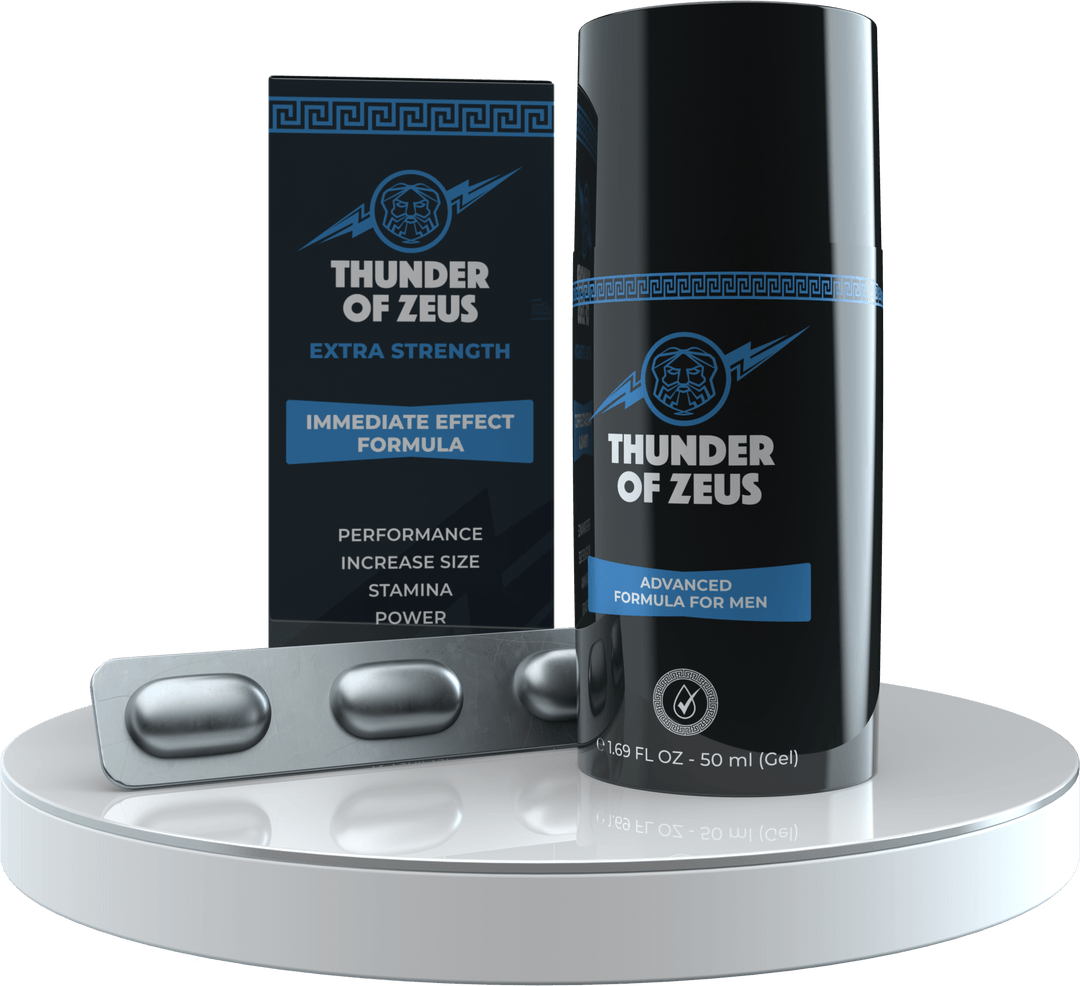 THUNDER
OF ZEUS
EXTRA STRENGTH
IMMEDIATE EFFECT
FORMULA
PERFORMANCE
INCREASE SIZE
STAMINA
POWER
THUNDER
OF ZEUS
ADVANCED
FORMULA FOR MEN
℮ 1.69 FL OZ - 50 ml (Gel)